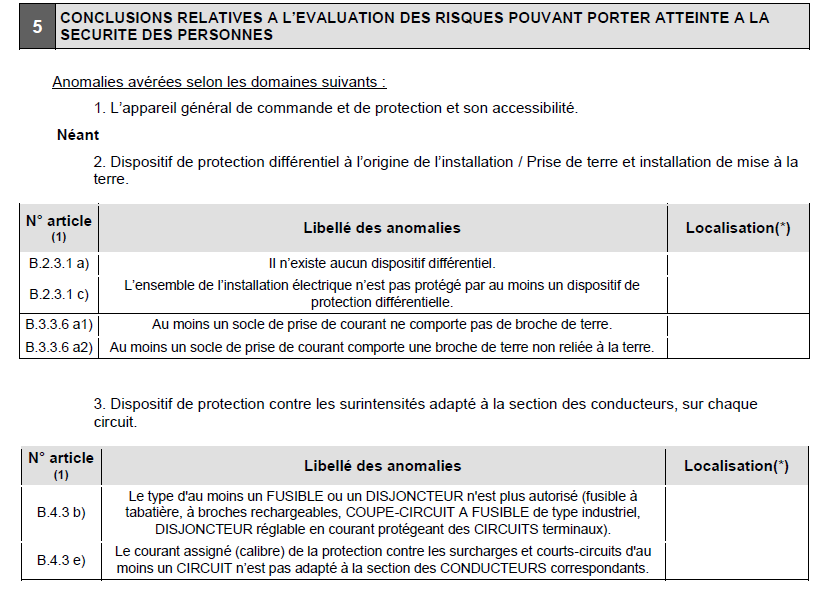 5
CONCLUSIONS RELATIVES A L'EVALUATION DES RISQUES POUVANT PORTER ATTEINTE A LA
SECURITE DES PERSONNES
Anomalies avérées selon les domaines suivants :
1. L'appareil général de commande et de protection et son accessibilité.
Néant
2. Dispositif de protection différentiel à l'origine de l'installation / Prise de terre et installation de mise à la
terre.
N° article
(1)
Libellé des anomalies
Localisation(*)
B.2.3.1 a)
Il n'existe aucun dispositif différentiel.
B.2.3.1 c)
L'ensemble de l'installation électrique n'est pas protégé par au moins un dispositif de
protection différentielle.
B.3.3.6 a1)
Au moins un socle de prise de courant ne comporte pas de broche de terre.
B.3.3.6 a2)
Au moins un socle de prise de courant comporte une broche de terre non reliée à la terre.
3. Dispositif de protection contre les surintensités adapté à la section des conducteurs, sur chaque
circuit.
N° article
(1)
Libellé des anomalies
Localisation(*)
B.4.3 b)
Le type d'au moins un FUSIBLE ou un DISJONCTEUR n'est plus autorisé (fusible à
tabatière, à broches rechargeables, COUPE-CIRCUIT A FUSIBLE de type industriel,
DISJONCTEUR réglable en courant protégeant des CIRCUITS terminaux).
B.4.3 e)
Le courant assigné (calibre) de la protection contre les surcharges et courts-circuits d'au
moins un CIRCUIT n'est pas adapté à la section des CONDUCTEURS correspondants.